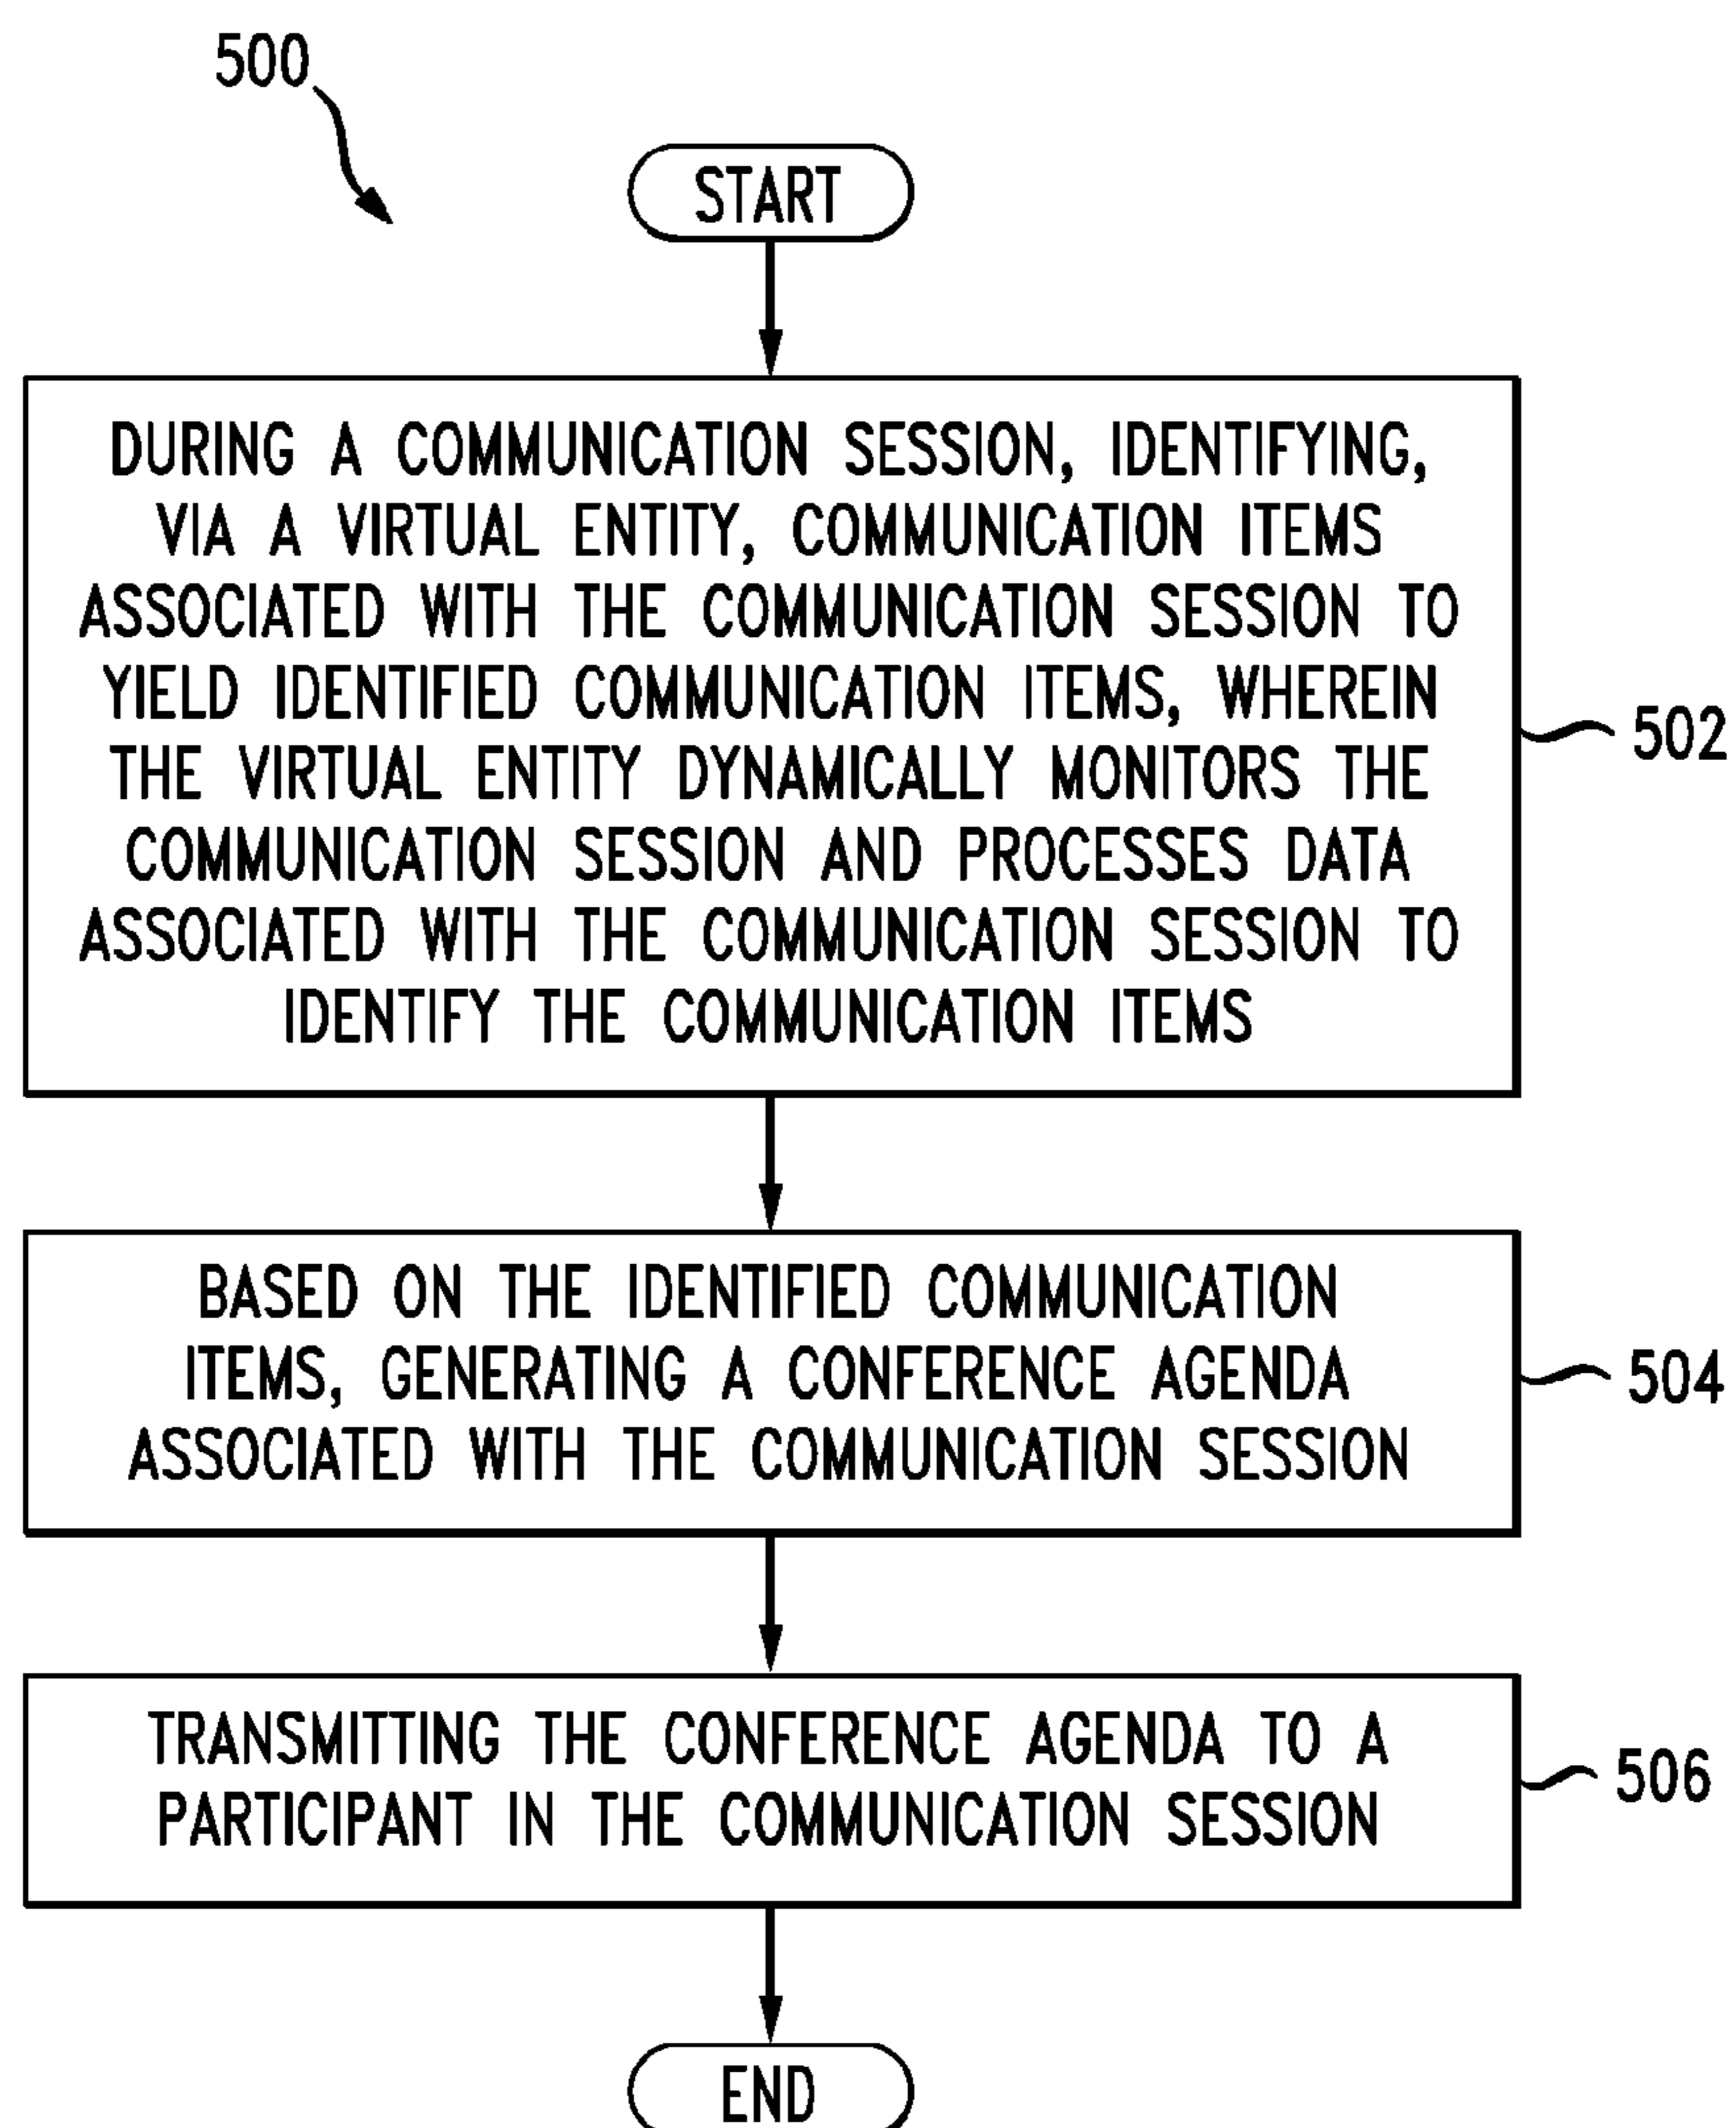 500
START
DURING A COMMUNICATION SESSION, IDENTIFYING,
VIA A VIRTUAL ENTITY, COMMUNICATION ITEMS
ASSOCIATED WITH THE COMMUNICATION SESSION TO
YIELD IDENTIFIED COMMUNICATION ITEMS, WHEREIN
THE VIRTUAL ENTITY DYNAMICALLY MONITORS THE
COMMUNICATION SESSION AND PROCESSES DATA
ASSOCIATED WITH THE COMMUNICATION SESSION TO
IDENTIFY THE COMMUNICATION ITEMS
502
BASED ON THE IDENTIFIED COMMUNICATION
ITEMS, GENERATING A CONFERENCE AGENDA
ASSOCIATED WITH THE COMMUNICATION SESSION
504
TRANSMITTING THE CONFERENCE AGENDA TO A
PARTICIPANT IN THE COMMUNICATION SESSION
506
END